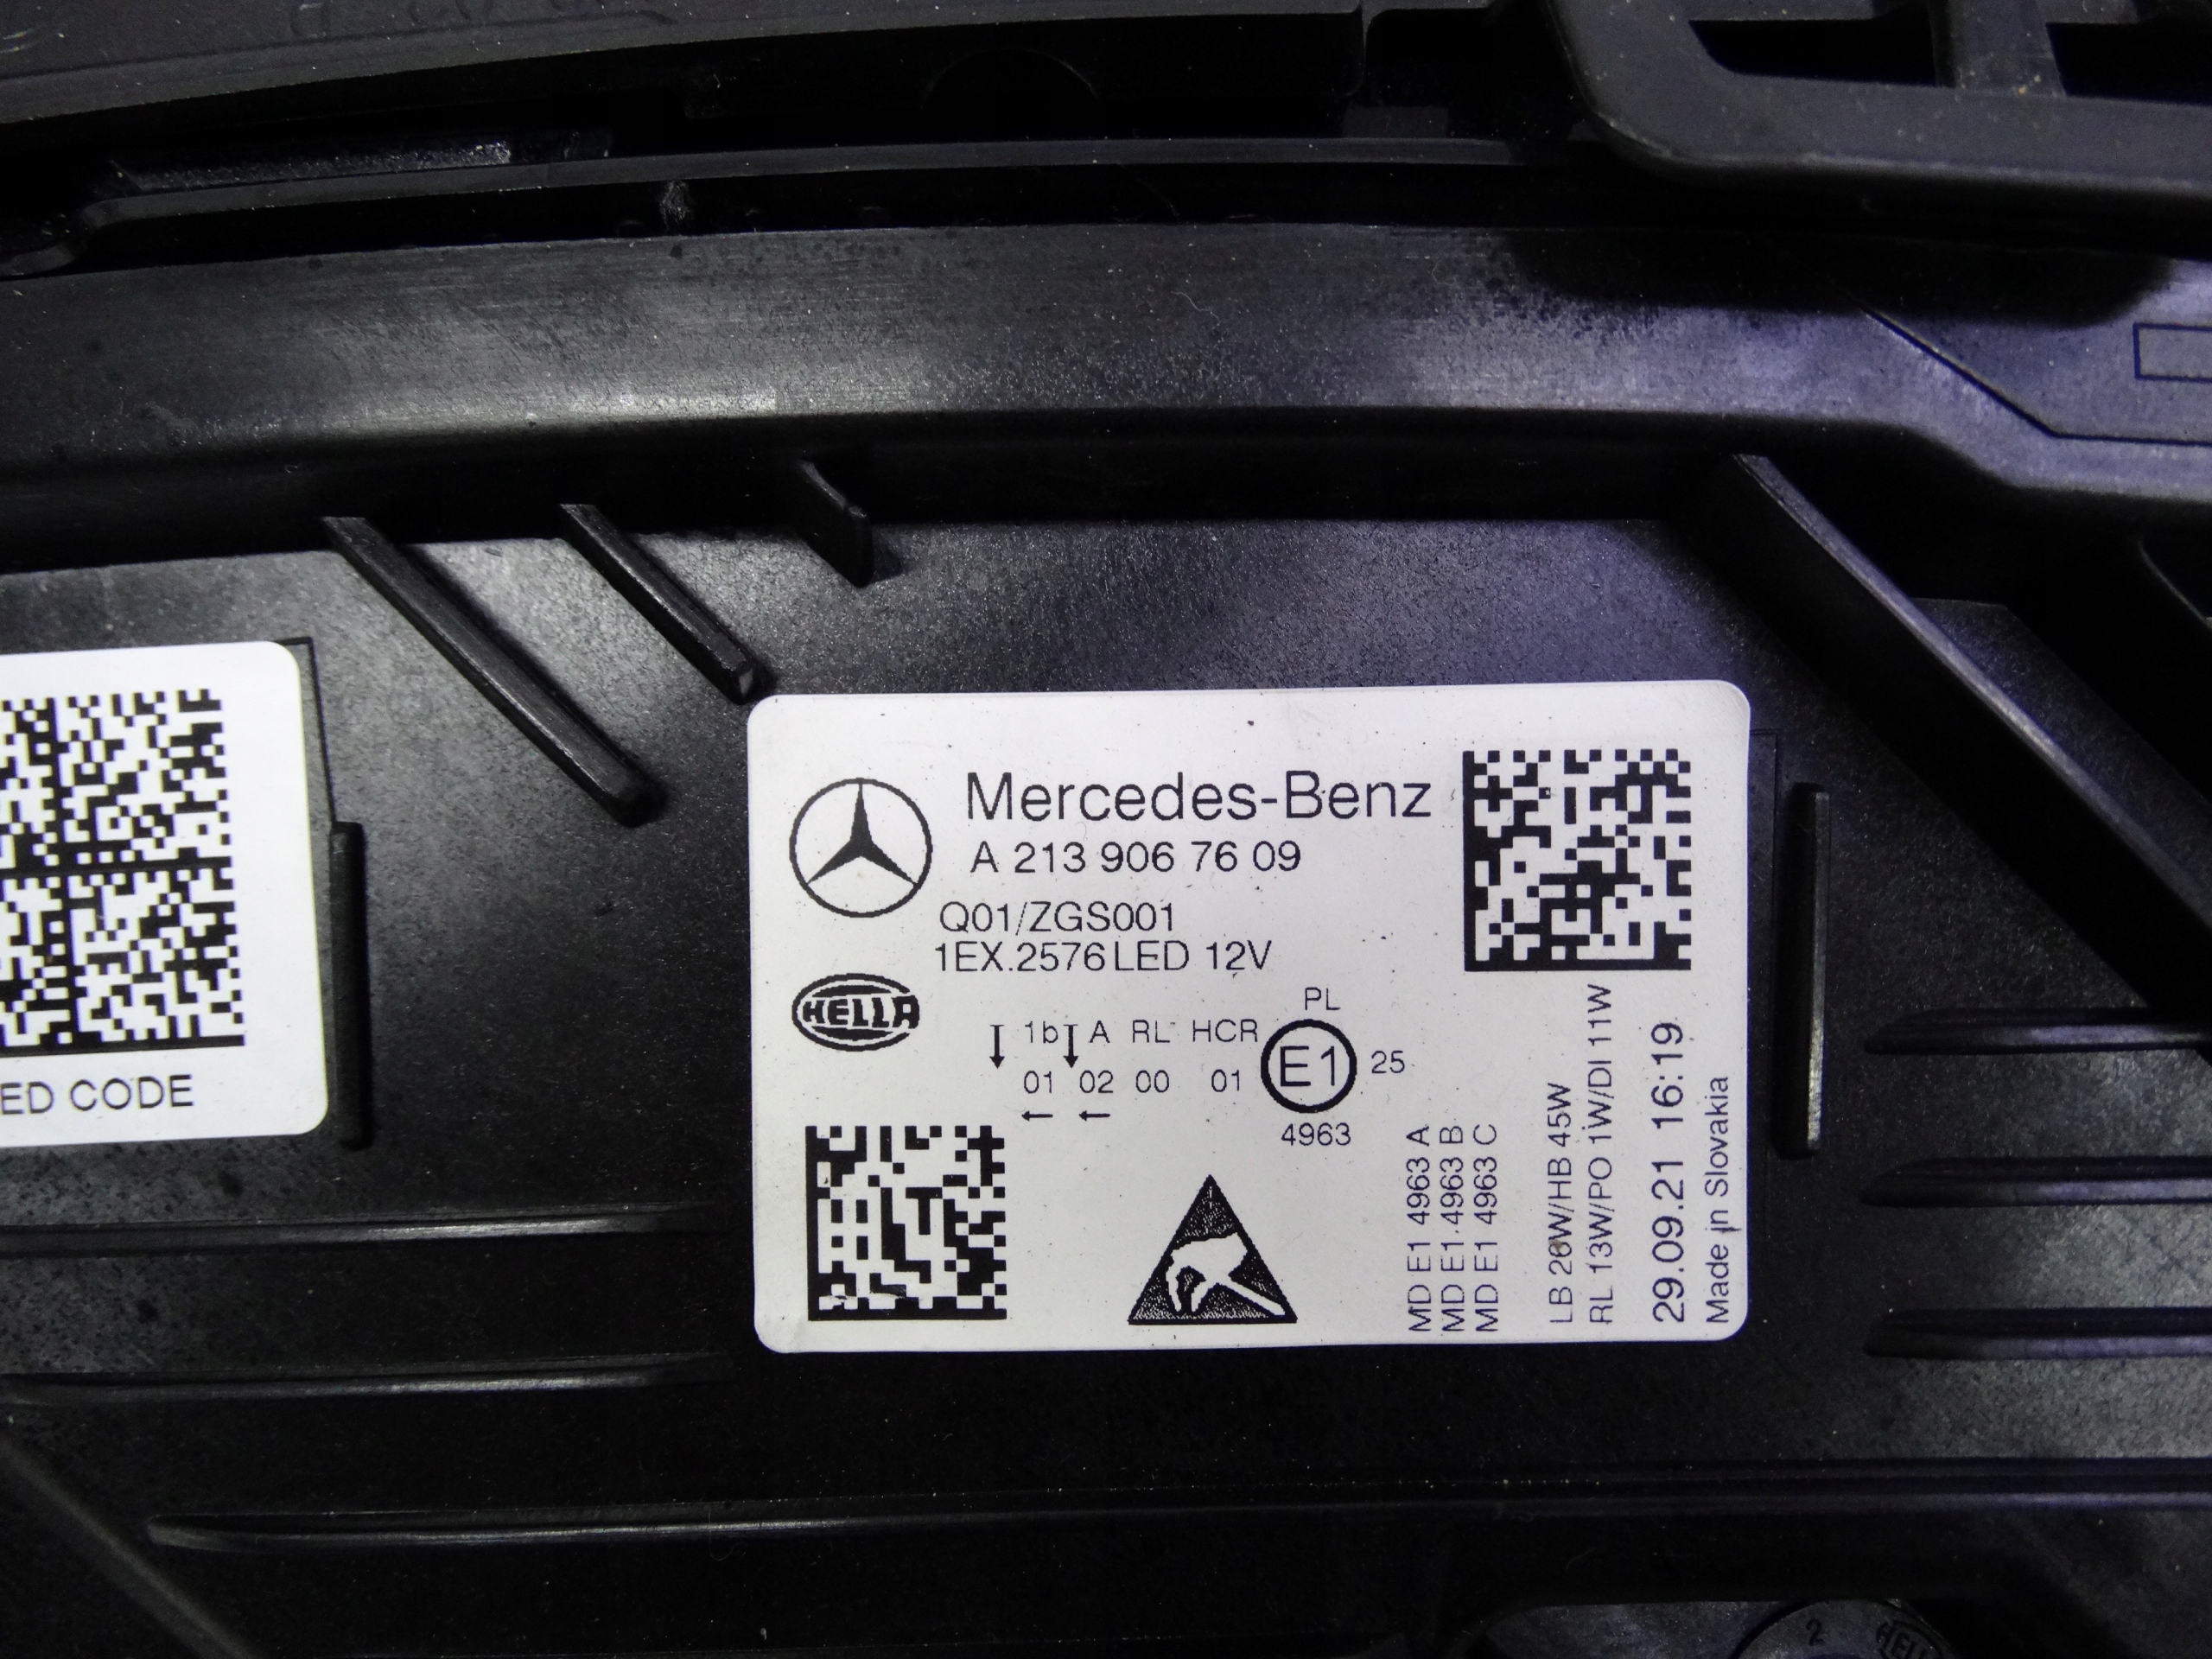 ED CODE
Mercedes-Benz
A 213 906 76 09
Q01/ZGS001
1EX.2576 LED 12V
HELLA
1b A RL HCR
01 02 00 01
PL
E1
25
4963
MD E1 4963 A
MD E1 4963 B
MD E1 4963 C
LB 26W/HB 45W
RL 13W/PO 1W/DI 11W
29.09.21 16:19
Made in Slovakia
2